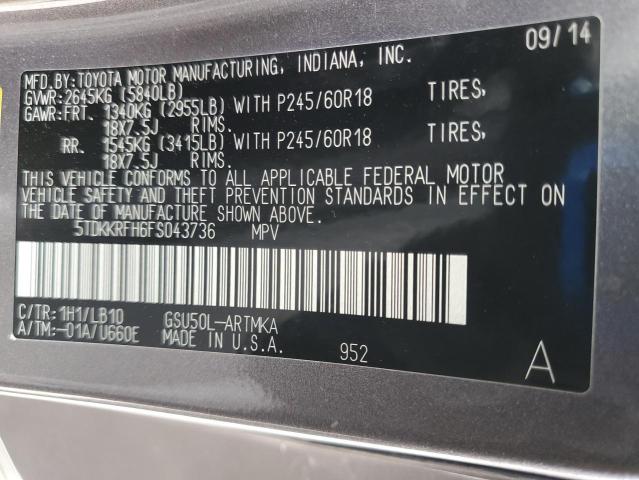 09/14
MFD.BY:TOYOTA MOTOR MANUFACTURING, INDIANA, INC.
GVWR:2645KG (5840LB)
GAWR:FRT. 1340KG (2955LB) WITH P245/60R18 TIRES,
18X7.5J RIMS.
RR. 1545KG (3415LB) WITH P245/60R18 TIRES,
18X7.5J RIMS.
THIS VEHICLE CONFORMS TO ALL APPLICABLE FEDERAL MOTOR
VEHICLE SAFETY AND THEFT PREVENTION STANDARDS IN EFFECT ON
THE DATE OF MANUFACTURE SHOWN ABOVE.
5TDKKRFH6FS043736 MPV
C/TR:1H1/LB10 GSU50L-ARTMKA
A/TM:-01A/U660E MADE IN U.S.A. 952 A